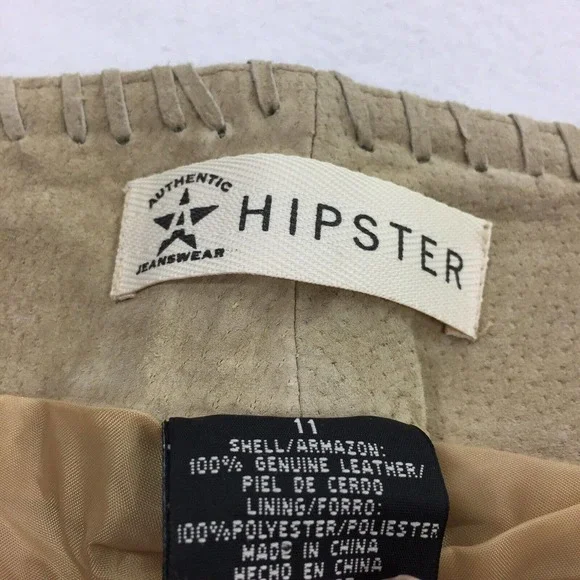 AUTHENTIC
JEANSWEAR
HIPSTER
11
SHELL/ARMAZON:
100% GENUINE LEATHER/
PIEL DE CERDO
LINING/FORRO:
100%POLYESTER/POLIESTER
MADE IN CHINA
HECHO EN CHINA